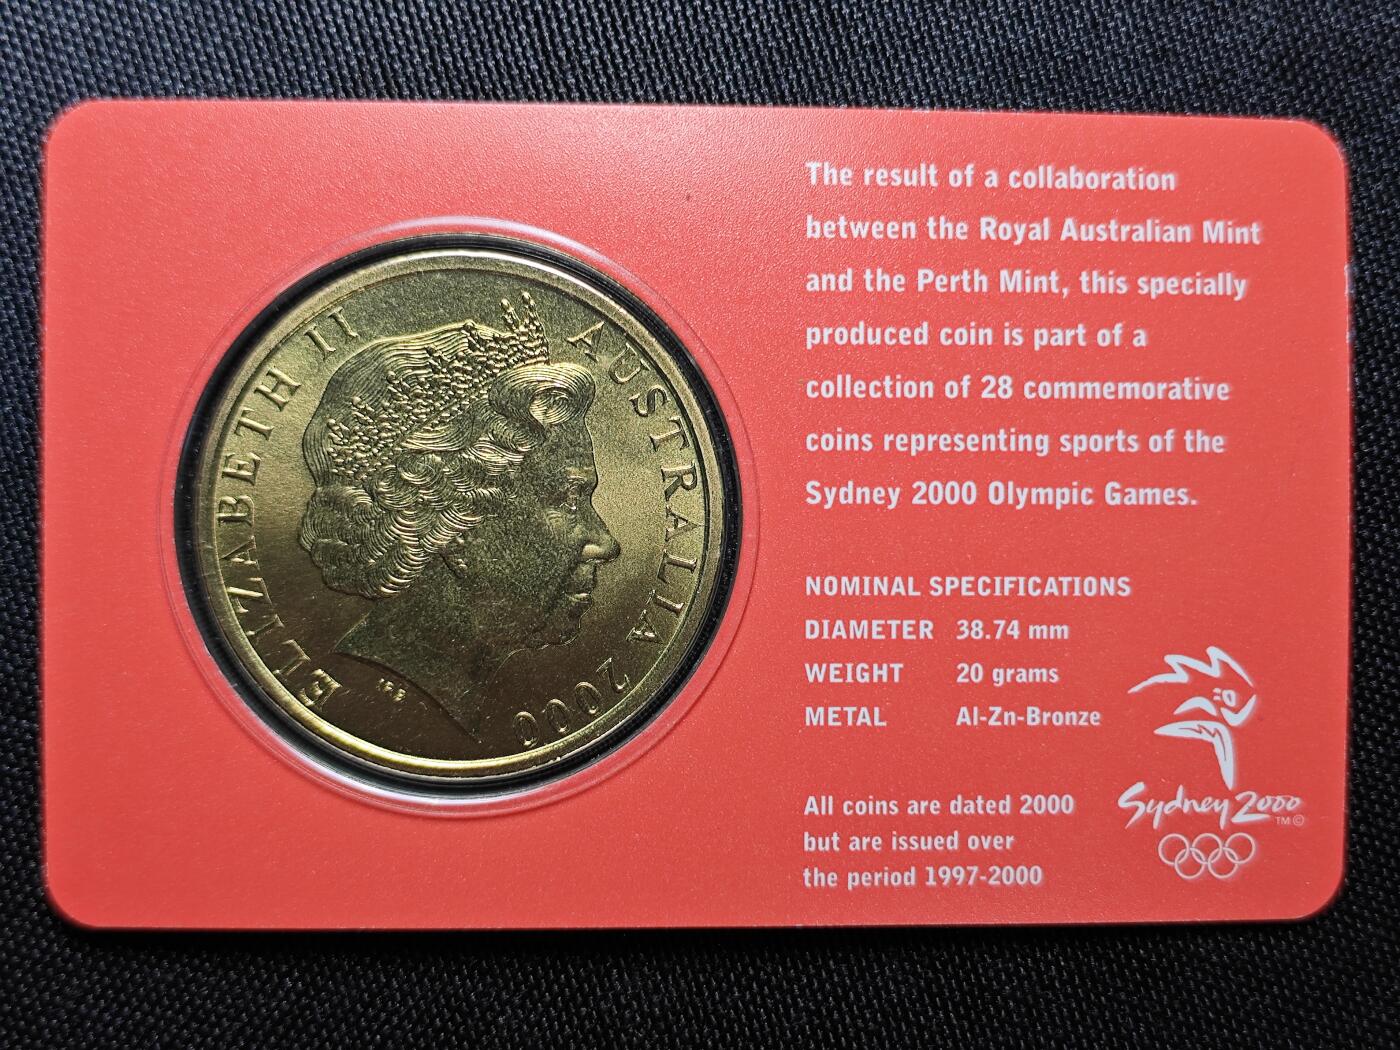 ELIZABETH II AUSTRALIA 2000
IRB
The result of a collaboration
between the Royal Australian Mint
and the Perth Mint, this specially
produced coin is part of a
collection of 28 commemorative
coins representing sports of the
Sydney 2000 Olympic Games.
NOMINAL SPECIFICATIONS
DIAMETER 38.74 mm
WEIGHT 20 grams
METAL Al-Zn-Bronze
All coins are dated 2000
but are issued over
the period 1997-2000
Sydney 2000
TM©